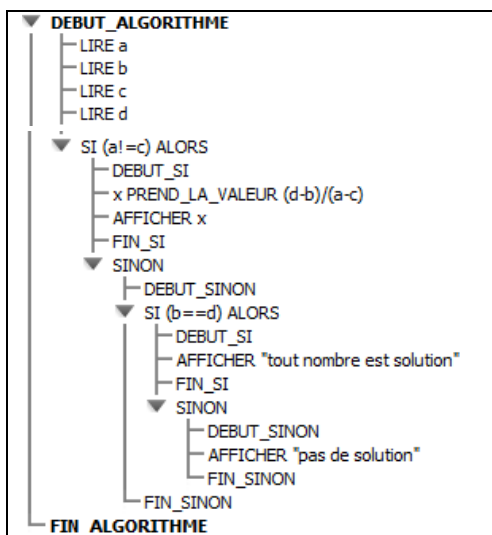 DEBUT_ALGORITHME
LIRE a
LIRE b
LIRE c
LIRE d
SI (a!=c) ALORS
DEBUT_SI
x PREND_LA_VALEUR (d-b)/(a-c)
AFFICHER x
FIN_SI
SINON
DEBUT_SINON
SI (b==d) ALORS
DEBUT_SI
AFFICHER "tout nombre est solution"
FIN_SI
SINON
DEBUT_SINON
AFFICHER "pas de solution"
FIN_SINON
FIN_SINON
FIN_ALGORITHME